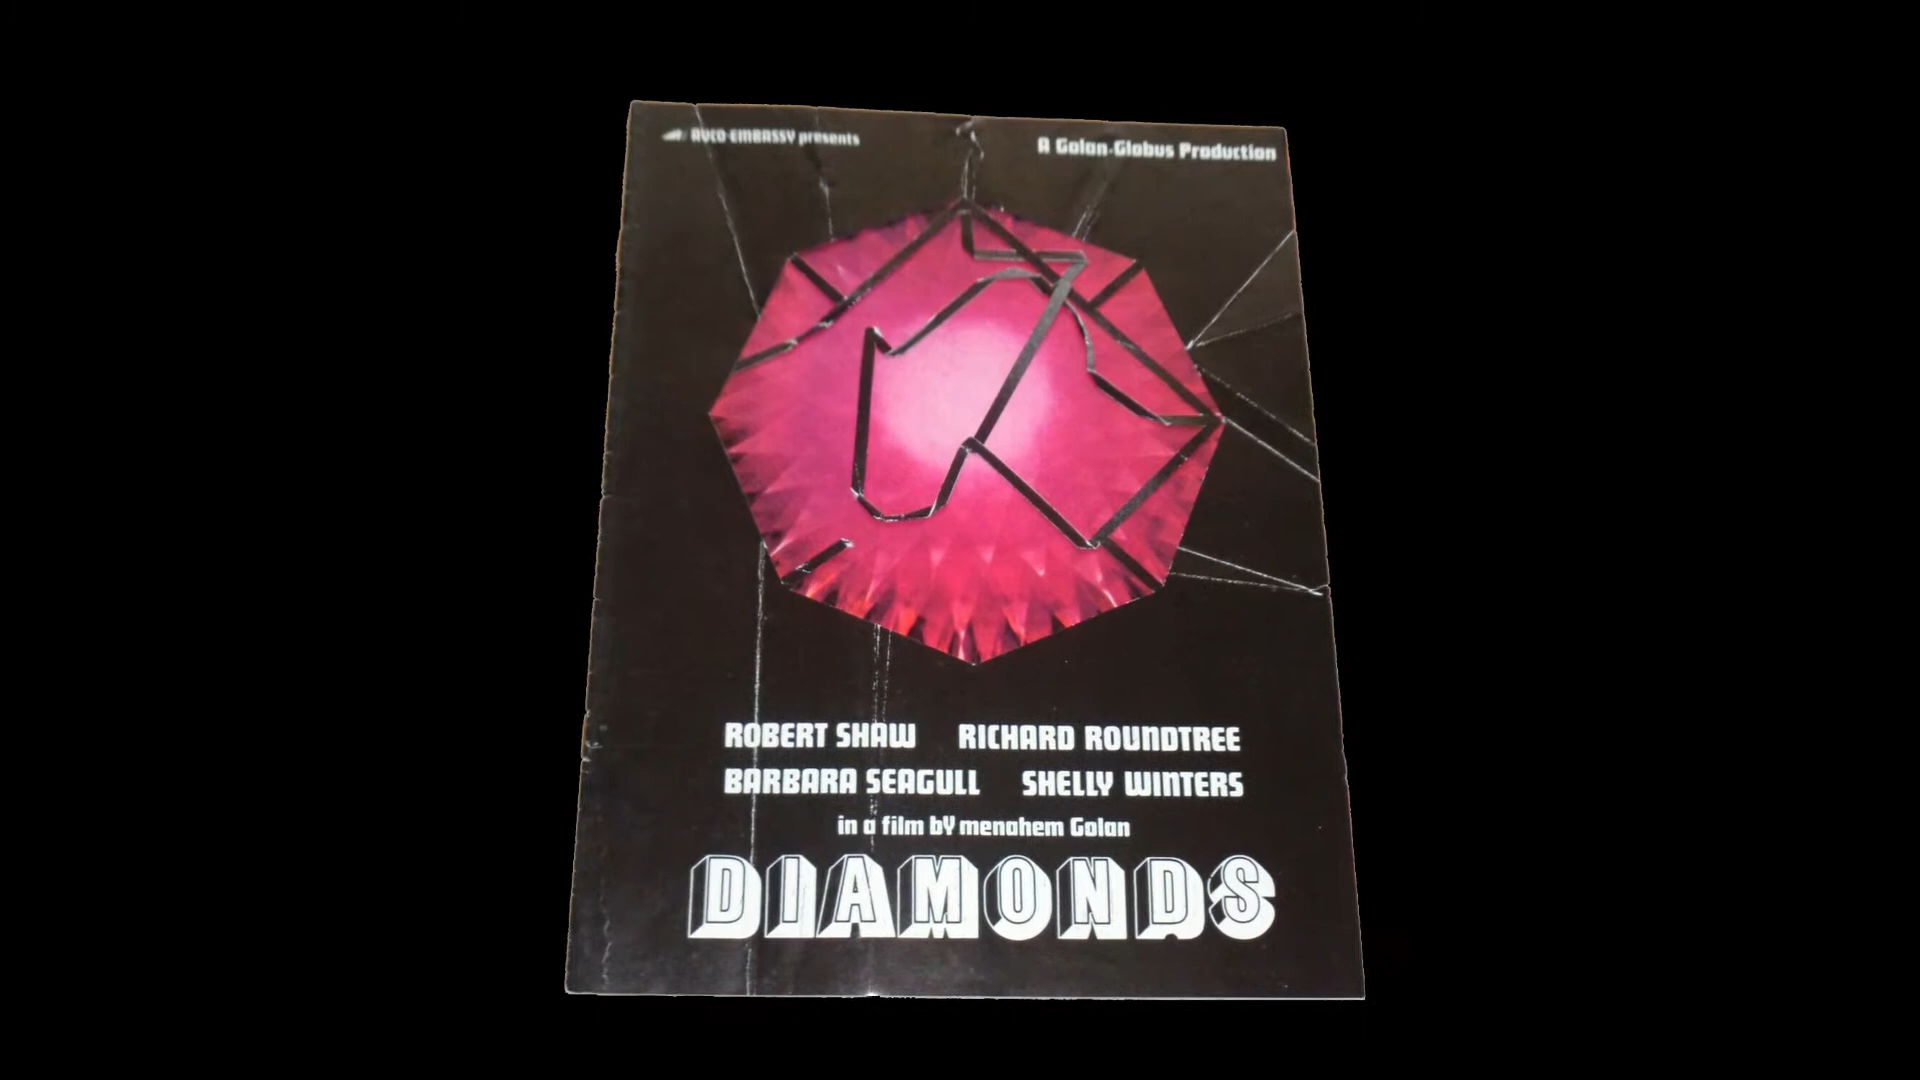 AVCO EMBASSY presents
A Golan-Globus Production
ROBERT SHAW RICHARD ROUNDTREE
BARBARA SEAGULL SHELLY WINTERS
in a film by menahem Golan
DIAMONDS